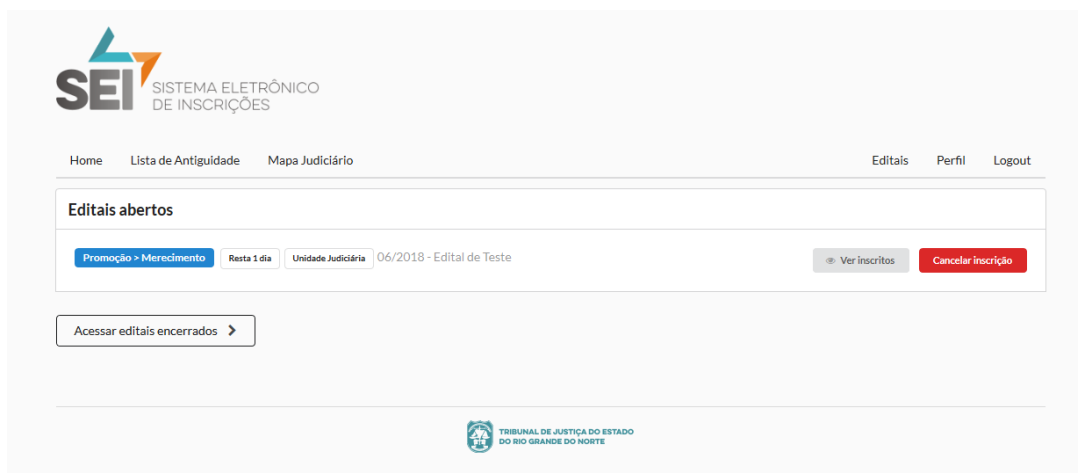 SEI SISTEMA ELETRÔNICO
DE INSCRIÇÕES
Home Lista de Antiguidade Mapa Judiciário Editais Perfil Logout
Editais abertos
Promoção > Merecimento Resta 1 dia Unidade Judiciária 06/2018 - Edital de Teste Ver inscritos Cancelar inscrição
Acessar editais encerrados
TRIBUNAL DE JUSTIÇA DO ESTADO
DO RIO GRANDE DO NORTE